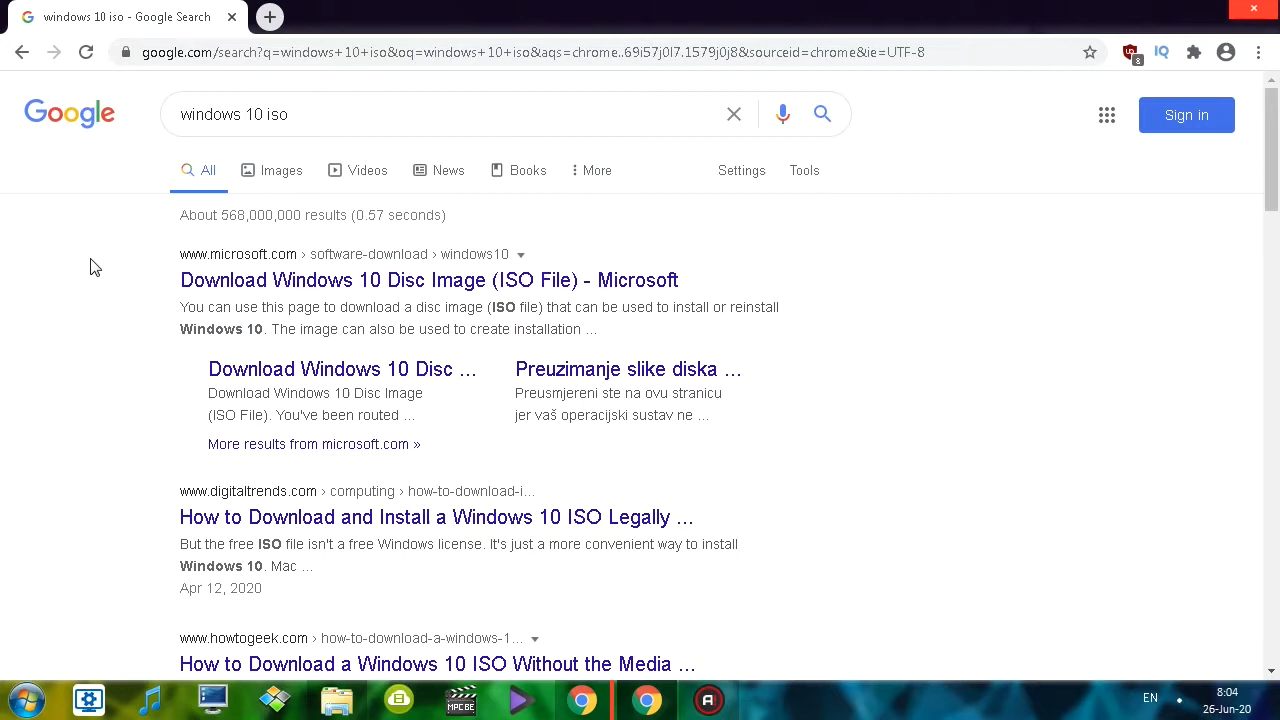 windows 10 iso - Google Search
google.com/search?q=windows+10+iso&oq=windows+10+iso&aqs=chrome..69i57j0l7.1579j0j8&sourceid=chrome&ie=UTF-8
IQ
8
Google
windows 10 iso
Sign in
All
Images
Videos
News
Books
More
Settings
Tools
About 568,000,000 results (0.57 seconds)
www.microsoft.com › software-download › windows10
Download Windows 10 Disc Image (ISO File) - Microsoft
You can use this page to download a disc image (ISO file) that can be used to install or reinstall
Windows 10. The image can also be used to create installation ...
Download Windows 10 Disc ...
Download Windows 10 Disc Image
(ISO File). You've been routed ...
Preuzimanje slike diska ...
Preusmjereni ste na ovu stranicu
jer vaš operacijski sustav ne ...
More results from microsoft.com »
www.digitaltrends.com › computing › how-to-download-i...
How to Download and Install a Windows 10 ISO Legally ...
But the free ISO file isn't a free Windows license. It's just a more convenient way to install
Windows 10. Mac ...
Apr 12, 2020
www.howtogeek.com › how-to-download-a-windows-1...
How to Download a Windows 10 ISO Without the Media ...
MPC BE
EN
8:04
26-Jun-20